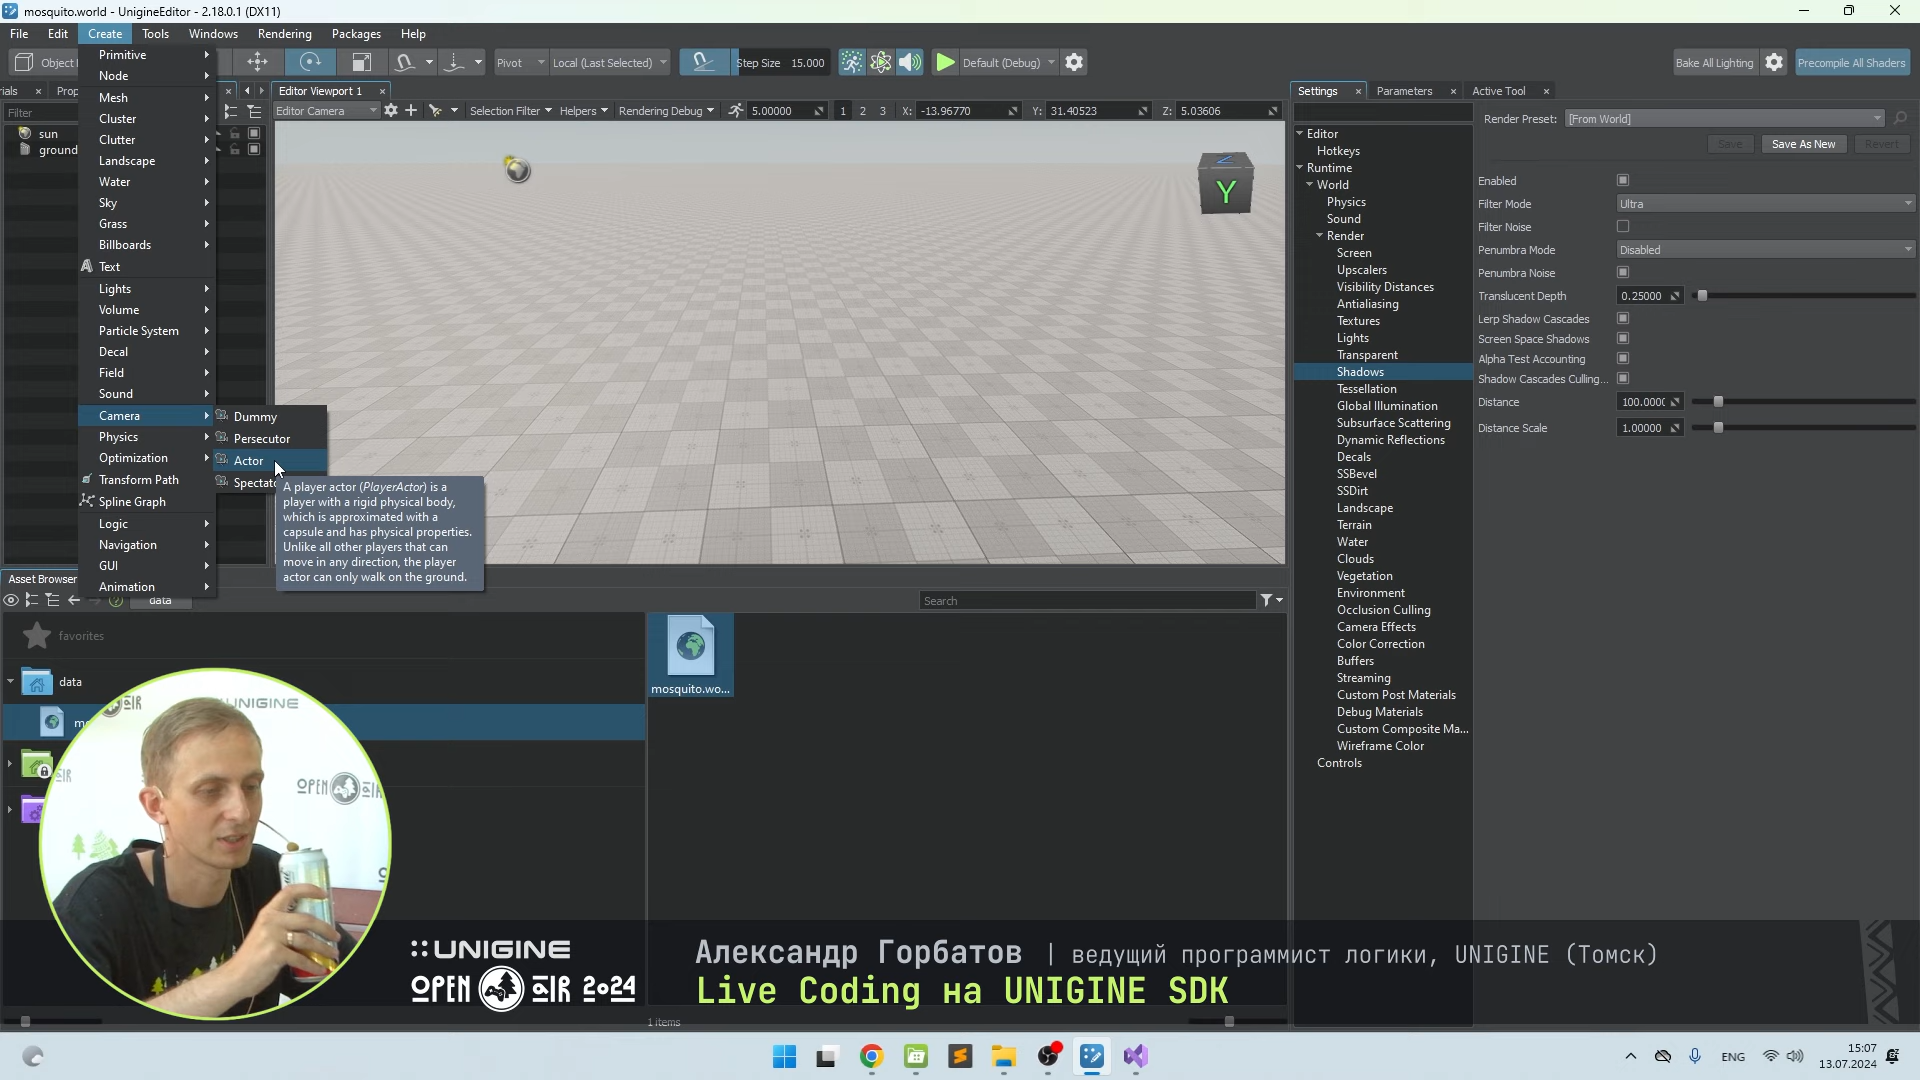 mosquito.world - UnigineEditor - 2.18.0.1 (DX11)
File Edit Create Tools Windows Rendering Packages Help
Object
Pivot
Local (Last Selected)
Step Size 15.000
Default (Debug)
Bake All Lighting
Precompile All Shaders
Primitive
Node
Mesh
Cluster
Clutter
Landscape
Water
Sky
Grass
Billboards
Text
Lights
Volume
Particle System
Decal
Field
Sound
Camera
Physics
Optimization
Transform Path
Spline Graph
Logic
Navigation
GUI
Animation
Dummy
Persecutor
Actor
A player actor (PlayerActor) is a
player with a rigid physical body,
which is approximated with a
capsule and has physical properties.
Unlike all other players that can
move in any direction, the player
actor can only walk on the ground.
Filter
sun
ground
Editor Viewport 1
Editor Camera
Selection Filter
Helpers
Rendering Debug
5.00000
1 2 3
X: -13.96770
Y: 31.40523
Z: 5.03606
Y
Settings
Parameters
Active Tool
Editor
Hotkeys
Runtime
World
Physics
Sound
Render
Screen
Upscalers
Visibility Distances
Antialiasing
Textures
Lights
Transparent
Shadows
Tessellation
Global Illumination
Subsurface Scattering
Dynamic Reflections
Decals
SSBevel
SSDirt
Landscape
Terrain
Water
Clouds
Vegetation
Environment
Occlusion Culling
Camera Effects
Color Correction
Buffers
Streaming
Custom Post Materials
Debug Materials
Custom Composite Ma...
Wireframe Color
Controls
Render Preset: [From World]
Save
Save As New
Revert
Enabled
Filter Mode Ultra
Filter Noise
Penumbra Mode Disabled
Penumbra Noise
Translucent Depth 0.25000
Lerp Shadow Cascades
Screen Space Shadows
Alpha Test Accounting
Shadow Cascades Culling...
Distance
Distance Scale 1.00000
Asset Browser
data
Search
favorites
data
mosquito.wo...
1 items
UNIGINE
OPEN AIR 2024
Александр Горбатов | ведущий программист логики, UNIGINE (Томск)
Live Coding на UNIGINE SDK
ENG
15:07
13.07.2024